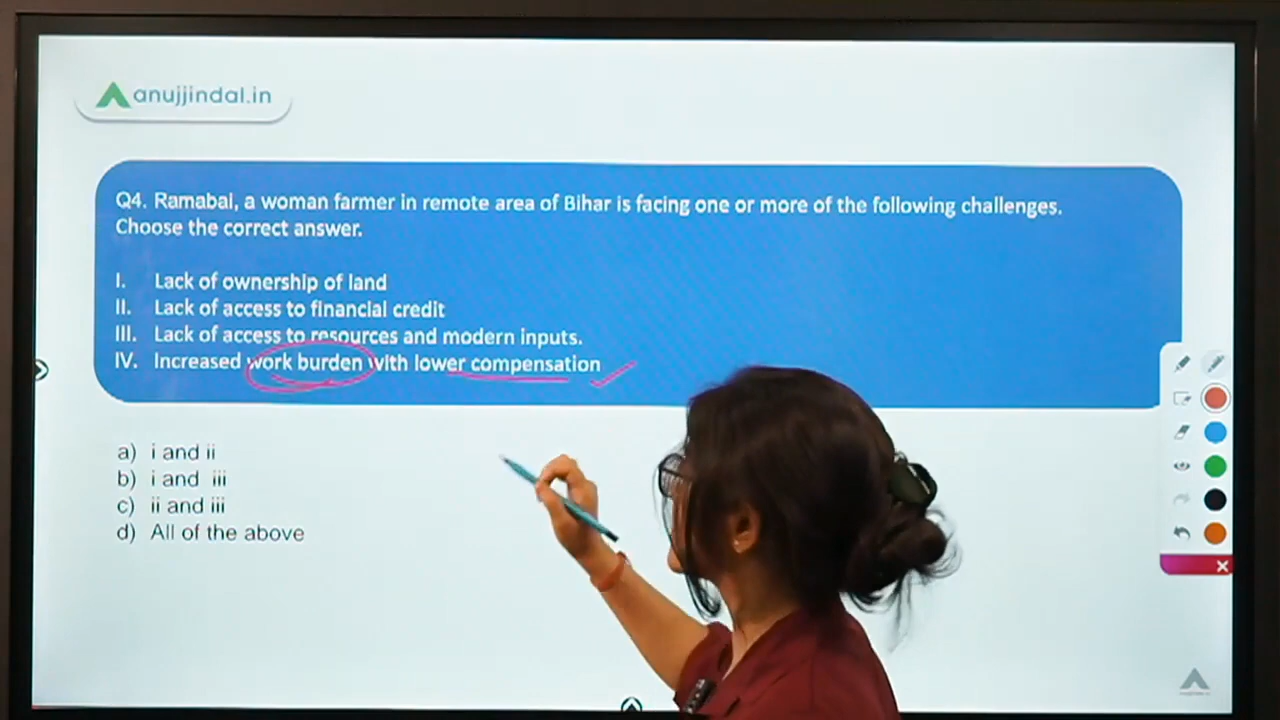 anujjindal.in
Q4. Ramabai, a woman farmer in remote area of Bihar is facing one or more of the following challenges.
Choose the correct answer.
I. Lack of ownership of land
II. Lack of access to financial credit
III. Lack of access to resources and modern inputs.
IV. Increased work burden with lower compensation
a) i and ii
b) i and iii
c) ii and iii
d) All of the above